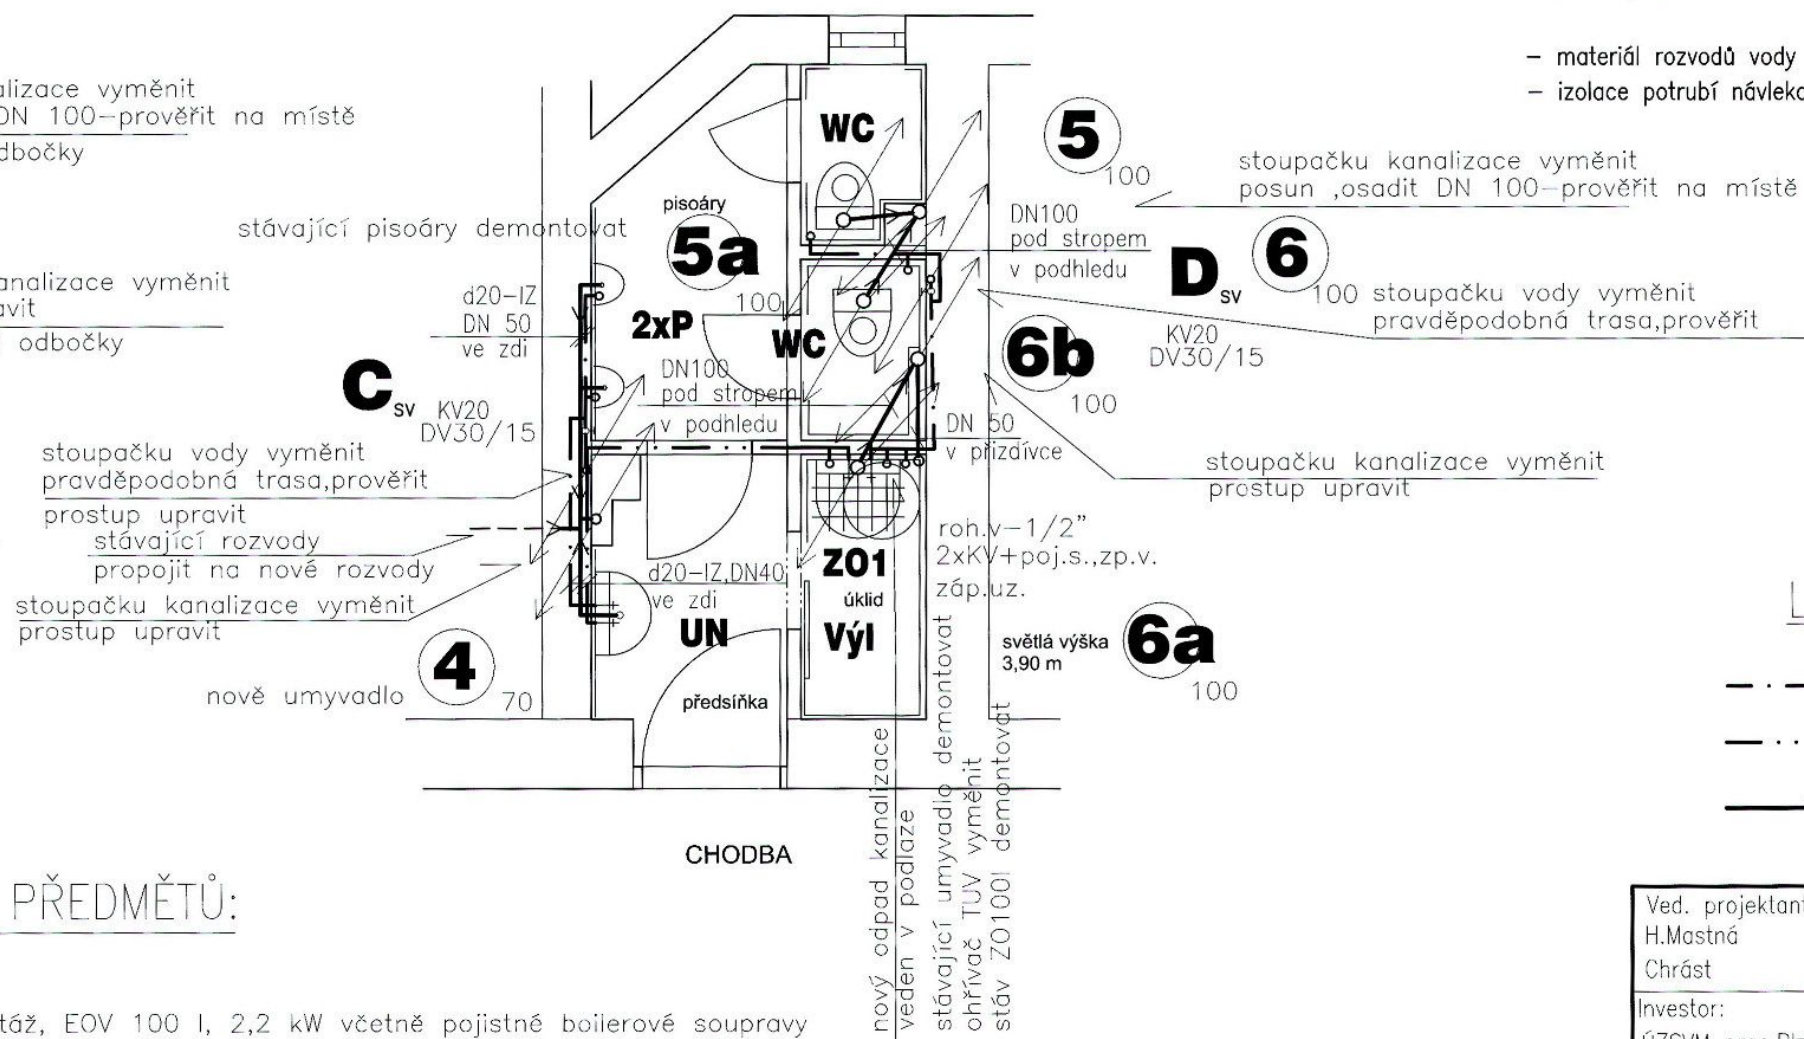 alizace vyměnit
DN 100-prověřit na místě
dbočky
analizace vyměnit
avit
odbočky
stávající pisoáry demontovat
d20-IZ
DN 50
ve zdi
C sv
KV20
DV30/15
stoupačku vody vyměnit
pravděpodobná trasa,prověřit
prostup upravit
stávající rozvody
propojit na nové rozvody
stoupačku kanalizace vyměnit
prostup upravit
4
70
nově umyvadlo
pisoáry
5a
100
2xP
WC
WC
DN100
pod stropem
v podhledu
d20-IZ,DN40
ve zdi
UN
předsíňka
ZO1
úklid
Výl
CHODBA
5
100
DN100
pod stropem
v podhledu
D sv
6
100
KV20
DV30/15
6b
100
DN 50
v přizdívce
roh.v-1/2"
2xKV+poj.s.,zp.v.
záp.uz.
světlá výška
3,90 m
6a
100
- materiál rozvodů vody
- izolace potrubí návleko
stoupačku kanalizace vyměnit
posun ,osadit DN 100-prověřit na místě
stoupačku vody vyměnit
pravděpodobná trasa,prověřit
stoupačku kanalizace vyměnit
prostup upravit
nový odpad kanalizace
veden v podlaze
stávající umyvadlo demontovat
ohřívač TUV vyměnit
stáv ZO100l demontovat
PŘEDMĚTŮ:
táž, EOV 100 l, 2,2 kW včetně pojistné boilerové soupravy
L
Ved. projektant
H.Mastná
Chrást
Investor: